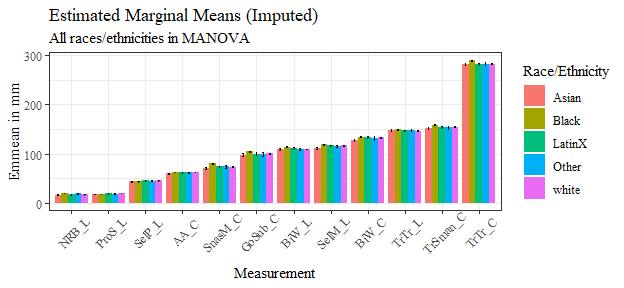 Estimated Marginal Means (Imputed)
All races/ethnicities in MANOVA
Emmean in mm
300
200
100
0
NRB_L
ProS_L
SelP_L
AA_C
SnasM_C
GoSub_C
BiW_L
SelM_L
BiW_C
TrTr_L
TrSman_C
TrTr_C
Measurement
Race/Ethnicity
Asian
Black
LatinX
Other
white